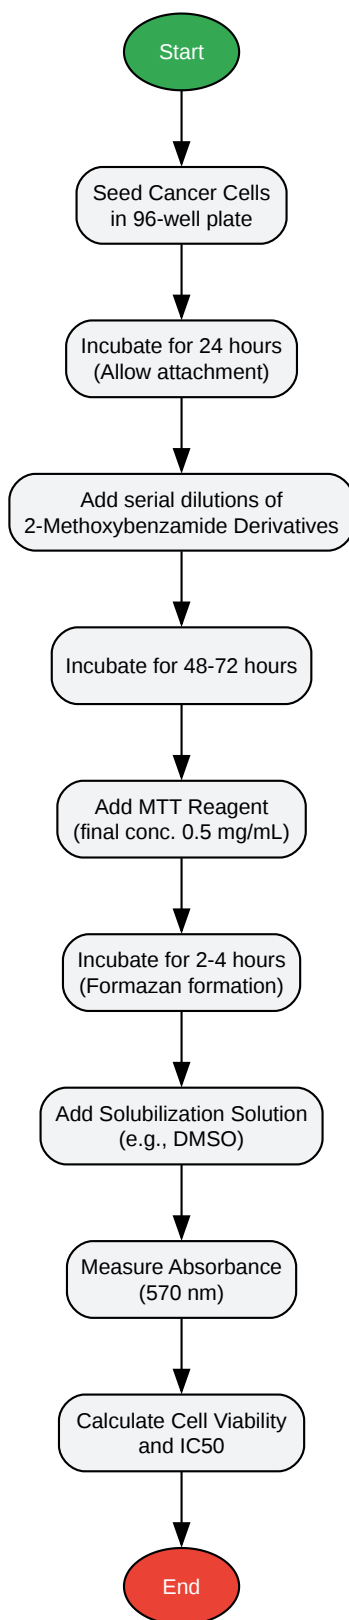 Start
Seed Cancer Cells
in 96-well plate
Incubate for 24 hours
(Allow attachment)
Add serial dilutions of
2-Methoxybenzamide Derivatives
Incubate for 48-72 hours
Add MTT Reagent
(final conc. 0.5 mg/mL)
Incubate for 2-4 hours
(Formazan formation)
Add Solubilization Solution
(e.g., DMSO)
Measure Absorbance
(570 nm)
Calculate Cell Viability
and IC50
End